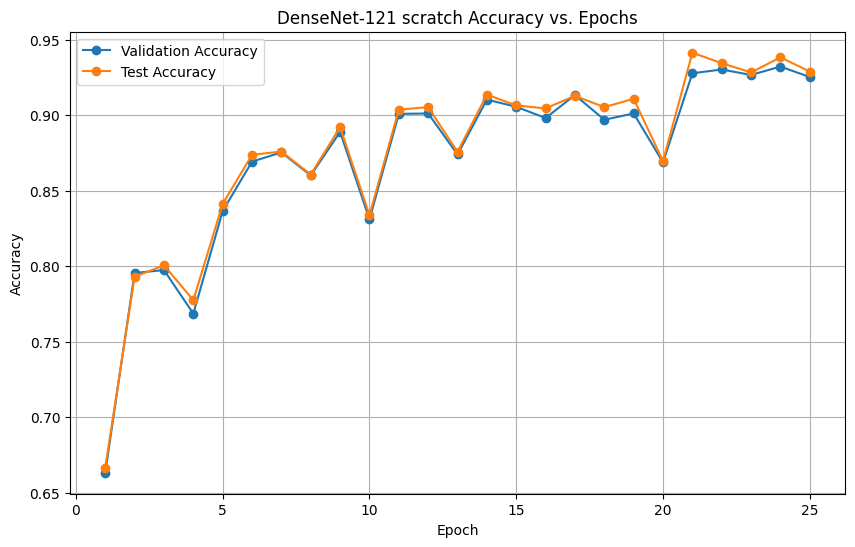 DenseNet-121 scratch Accuracy vs. Epochs
Validation Accuracy
Test Accuracy
Accuracy
0.95
0.90
0.85
0.80
0.75
0.70
0.65
0 5 10 15 20 25
Epoch